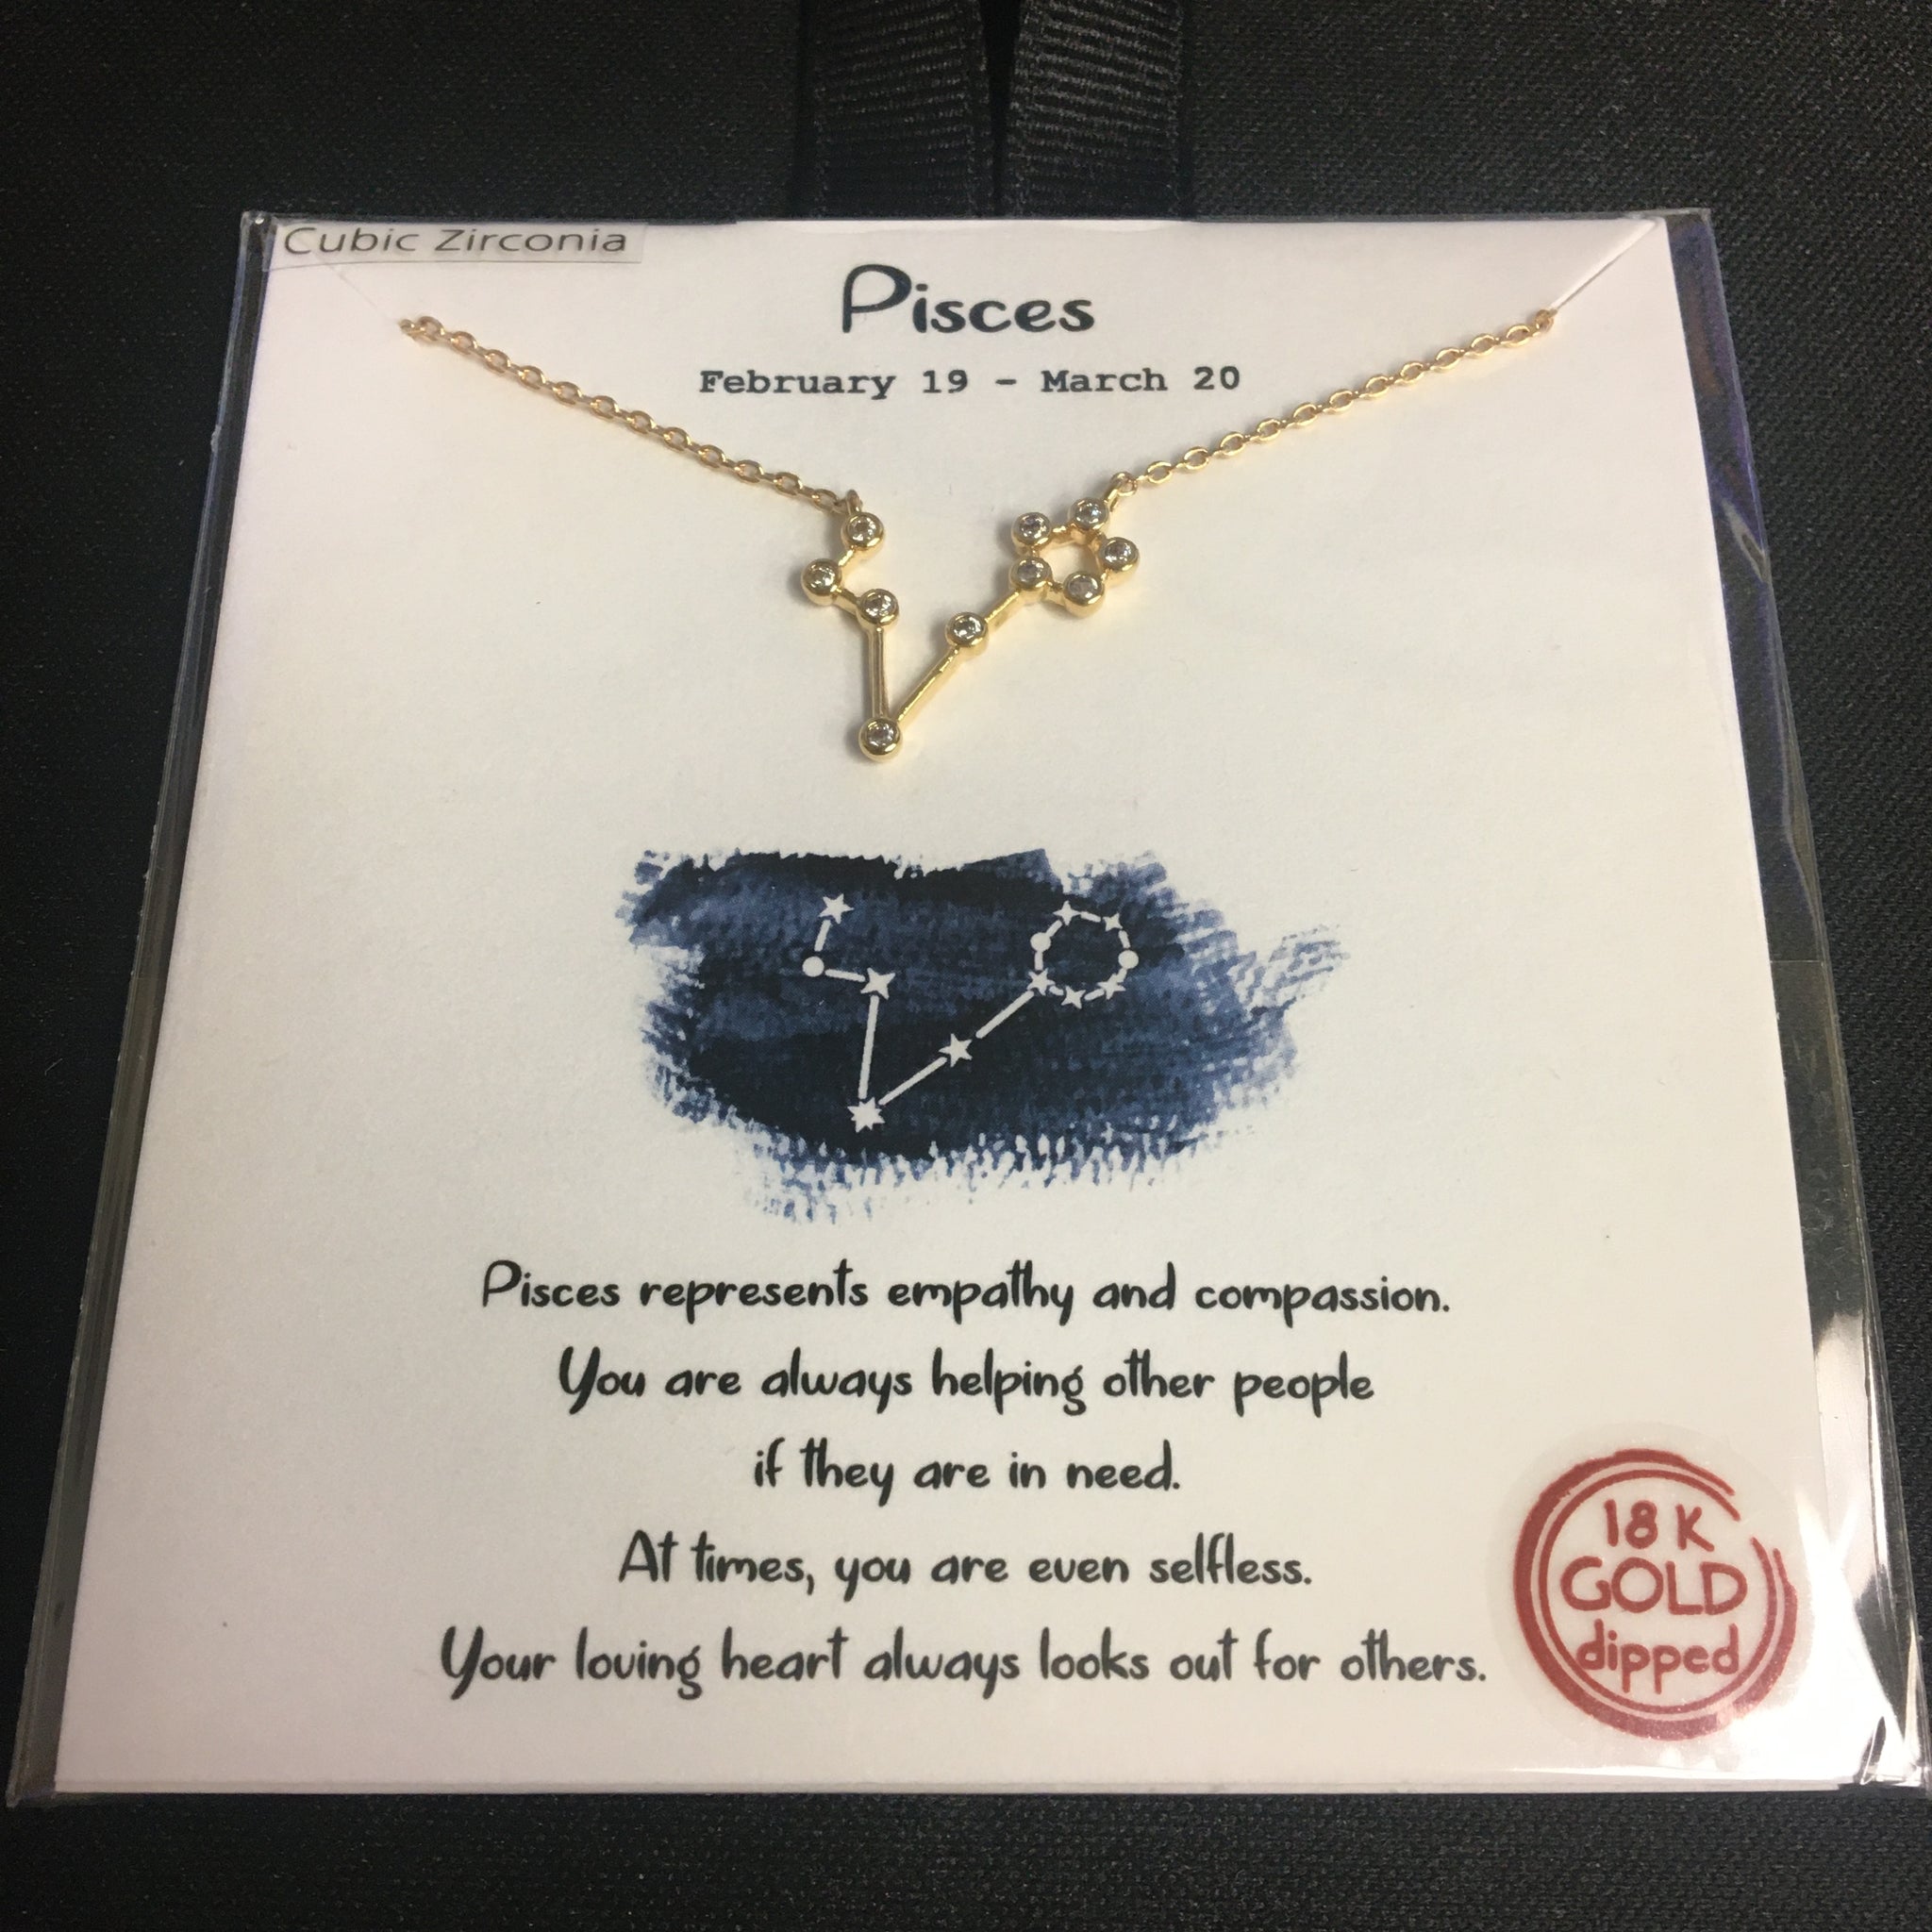 Cubic Zirconia
Pisces
February 19 - March 20
Pisces represents empathy and compassion.
You are always helping other people
if they are in need.
At times, you are even selfless.
Your loving heart always looks out for others.
18 K
GOLD
dipped